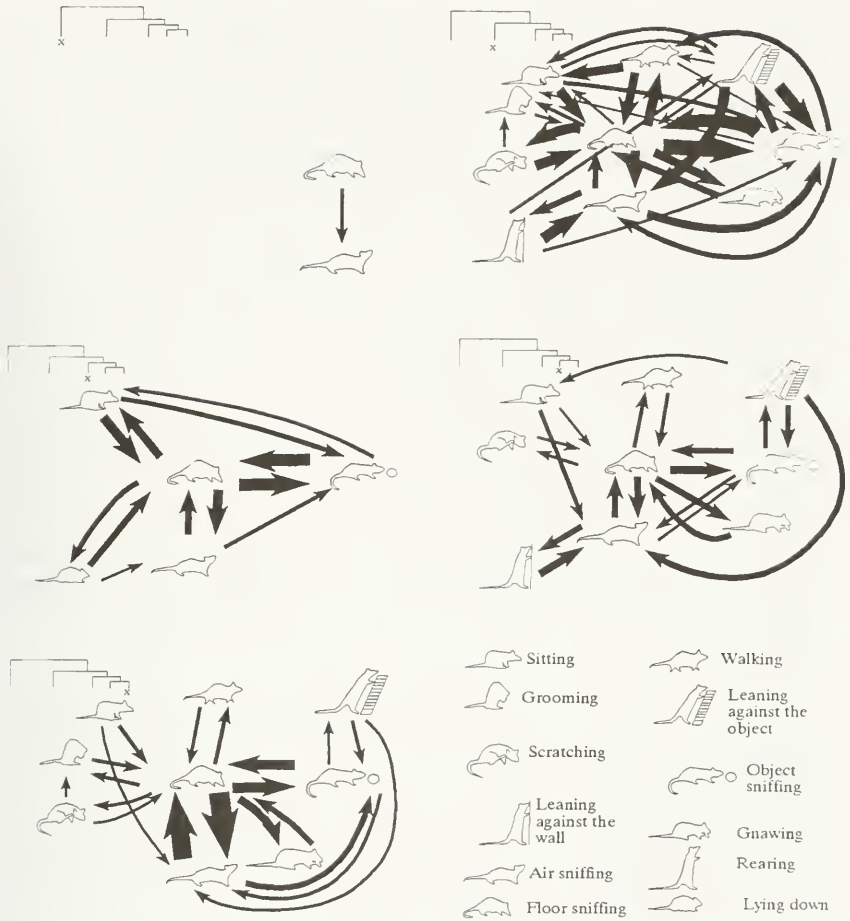 x
x
x
x
x
Sitting
Grooming
Scratching
Leaning
against the
wall
Air sniffing
Floor sniffing
Walking
Leaning
against the
object
Object
sniffing
Gnawing
Rearing
Lying down